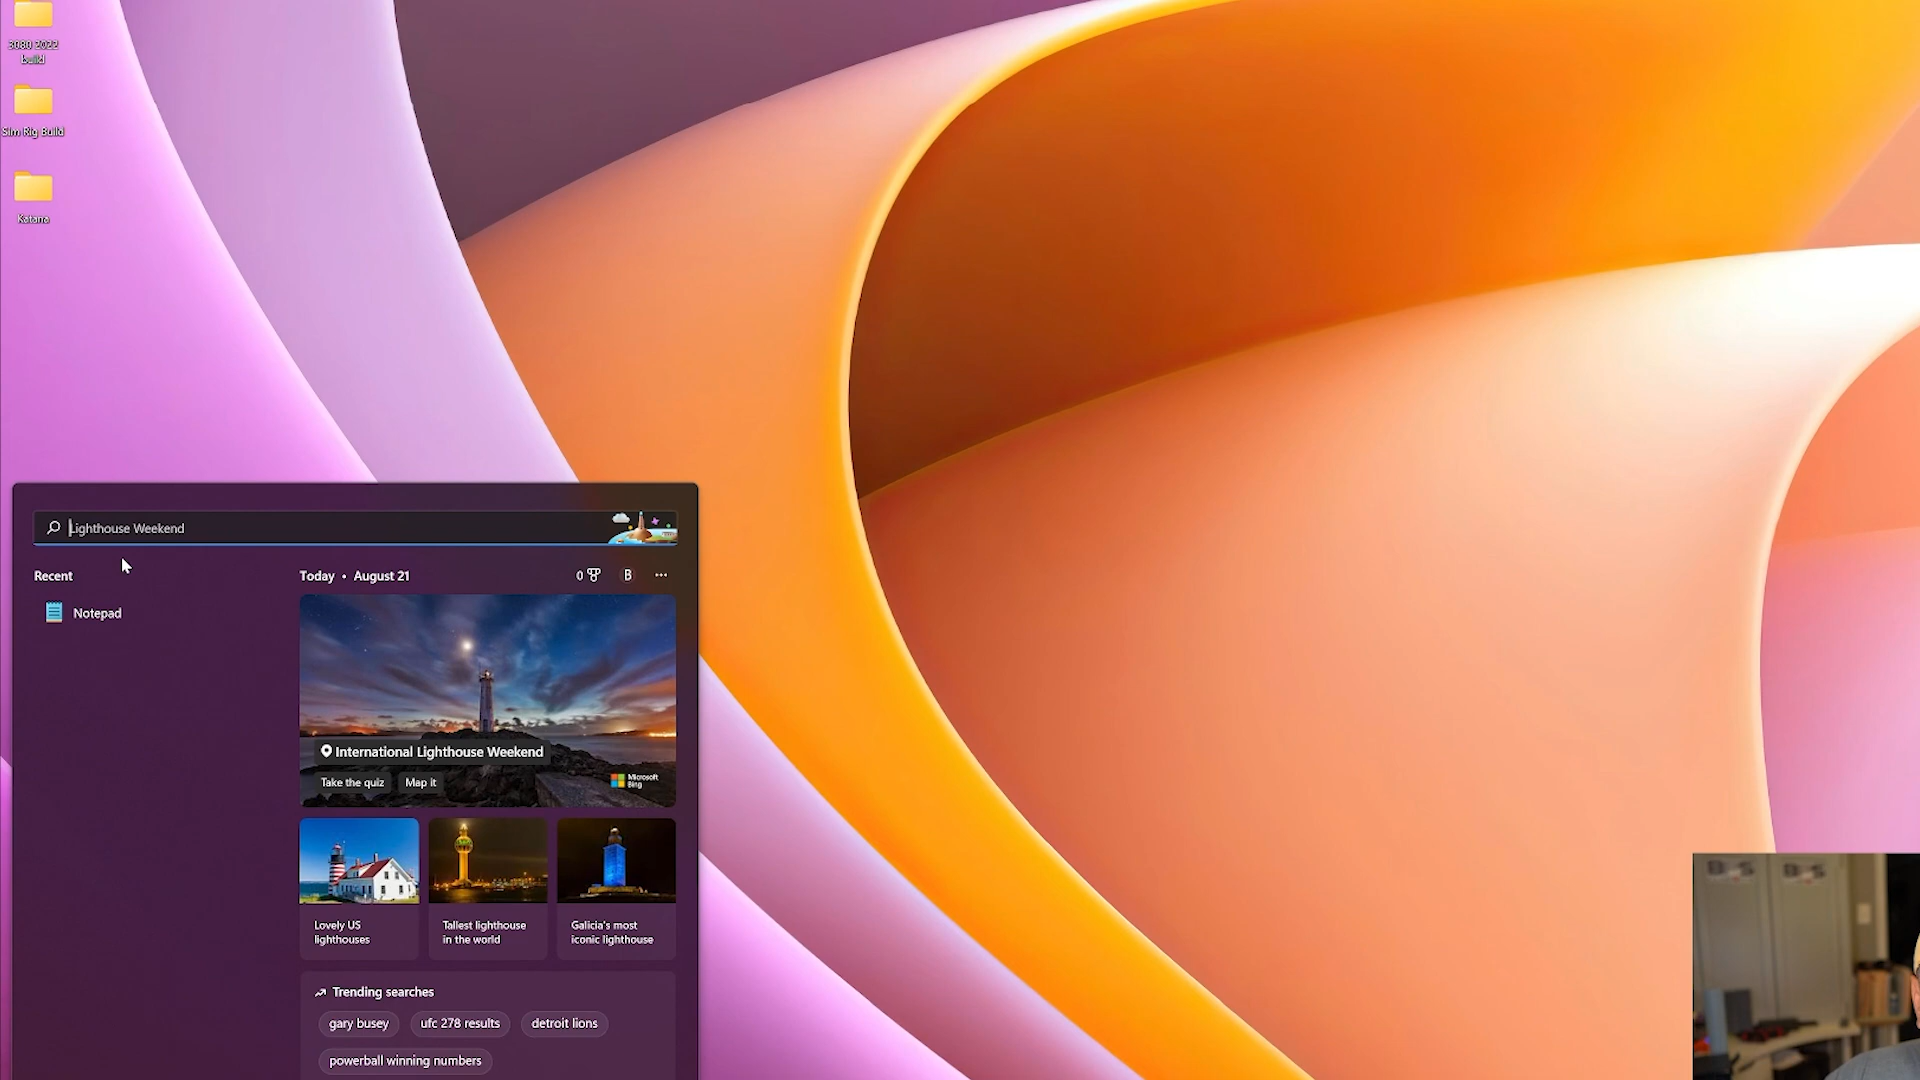 3080 2022
build
Sim Rig Build
Katana
Lighthouse Weekend
Recent
Notepad
Today • August 21
0
B
International Lighthouse Weekend
Take the quiz
Map it
Microsoft
Bing
Lovely US
lighthouses
Tallest lighthouse
in the world
Galicia's most
iconic lighthouse
Trending searches
gary busey
ufc 278 results
detroit lions
powerball winning numbers